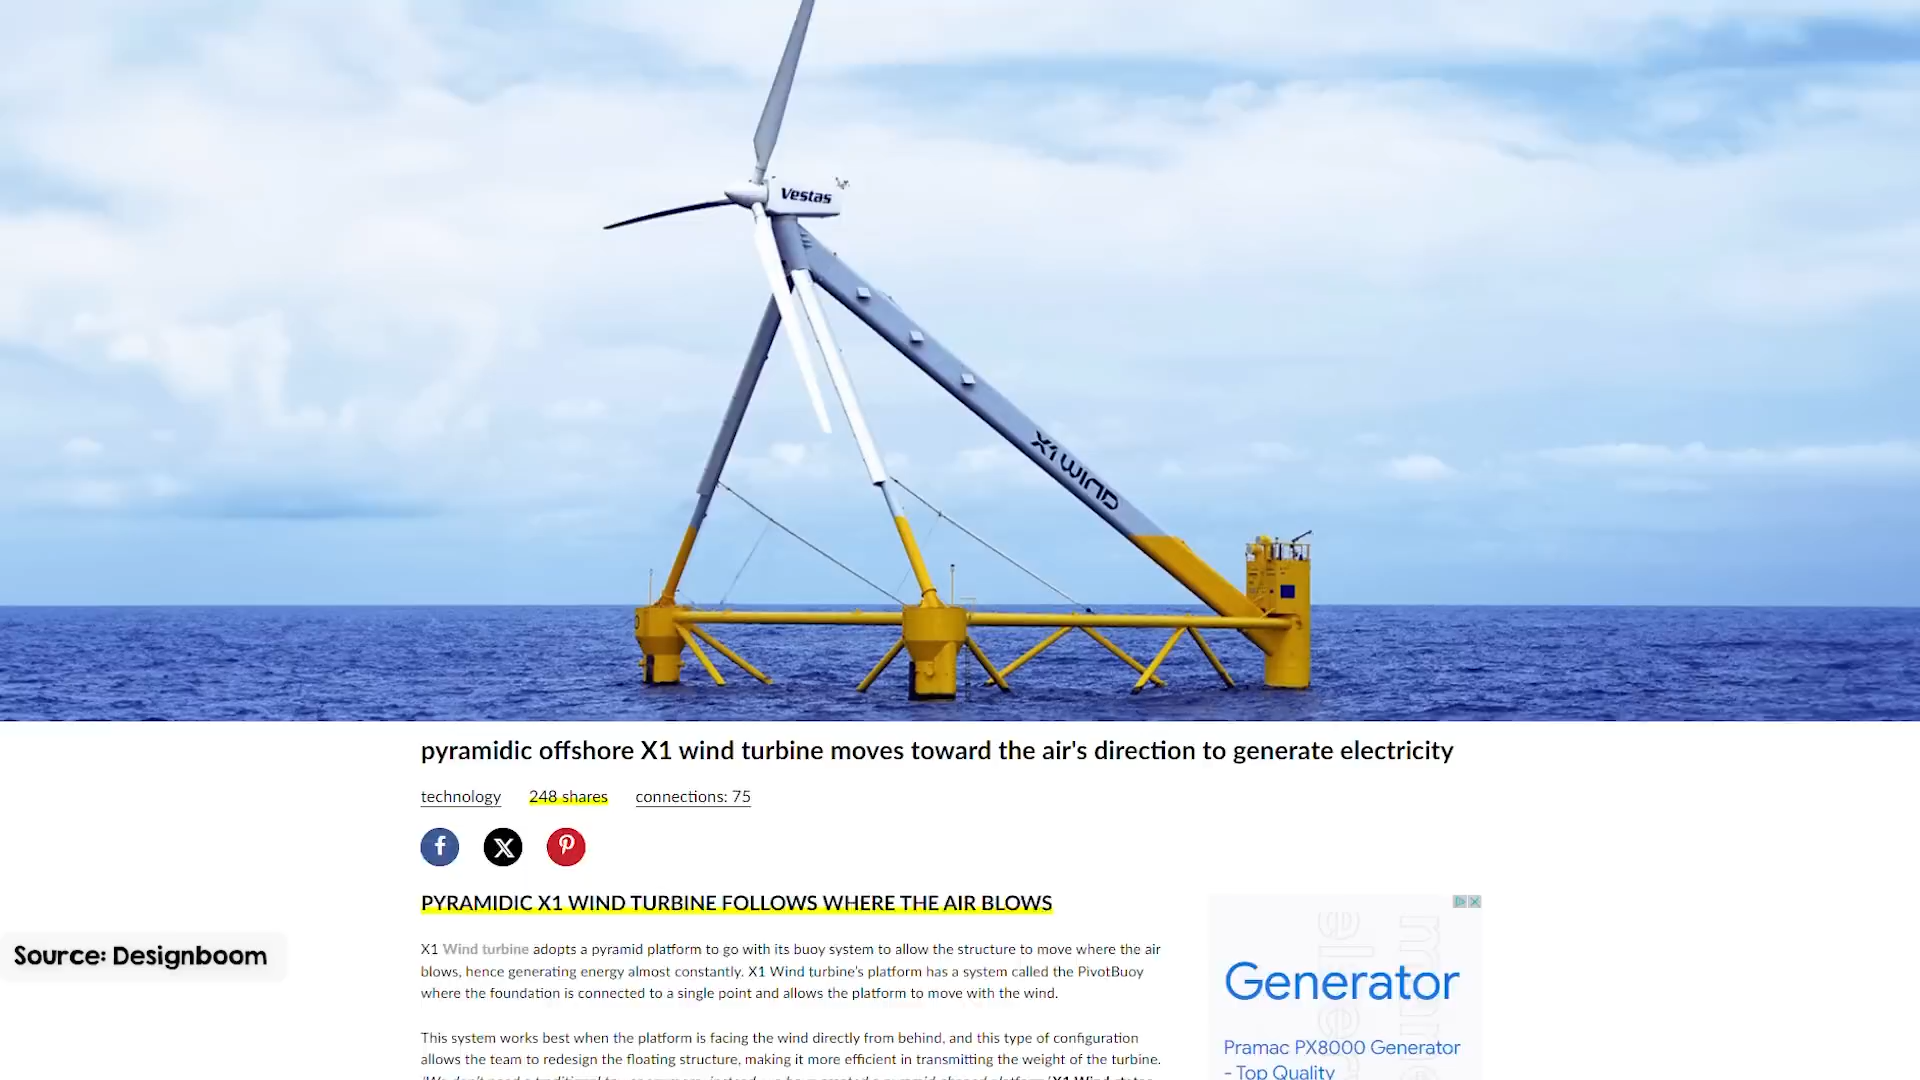 Vestas
X1WIND
pyramidic offshore X1 wind turbine moves toward the air's direction to generate electricity
technology 248 shares connections: 75
PYRAMIDIC X1 WIND TURBINE FOLLOWS WHERE THE AIR BLOWS
X1 Wind turbine adopts a pyramid platform to go with its buoy system to allow the structure to move where the air
blows, hence generating energy almost constantly. X1 Wind turbine's platform has a system called the PivotBuoy
where the foundation is connected to a single point and allows the platform to move with the wind.
This system works best when the platform is facing the wind directly from behind, and this type of configuration
allows the team to redesign the floating structure, making it more efficient in transmitting the weight of the turbine.
Source: Designboom
Generator
Pramac PX8000 Generator
- Top Quality